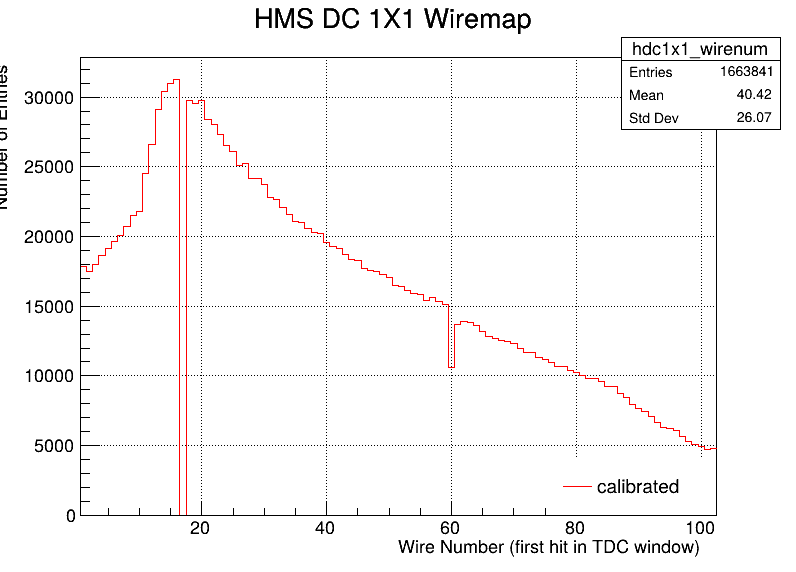 HMS DC 1X1 Wiremap
hdc1x1_wirenum
Entries 1663841
Mean 40.42
Std Dev 26.07
Number of Entries
30000
25000
20000
15000
10000
5000
0
calibrated
20 40 60 80 100
Wire Number (first hit in TDC window)